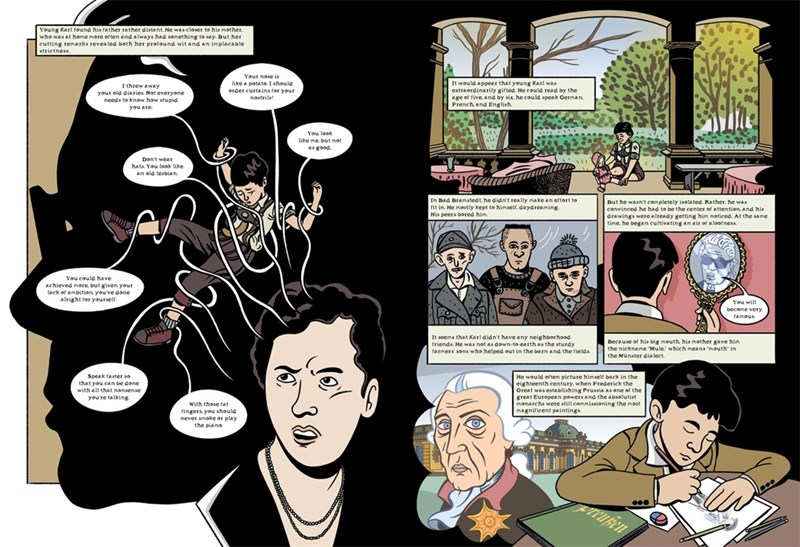 Young Karl found his father rather distant. He was closer to his mother,
who was at home more often and always had something to say. But her
cutting remarks revealed both her profound wit and an implacable
strictness.
I threw away
your old diaries. Not everyone
needs to know how stupid
you are.
Your nose is
like a potato. I should
order curtains for your
nostrils!
You look
like me, but not
as good.
Don't wear
hats. You look like
an old lesbian.
You could have
achieved more, but given your
lack of ambition, you've done
alright for yourself.
Speak faster so
that you can be done
with all that nonsense
you're talking.
With those fat
fingers, you should
never smoke or play
the piano.
It would appear that young Karl was
extraordinarily gifted. He could read by the
age of five, and by six, he could speak German,
French, and English.
In Bad Bramstedt, he didn't really make an effort to
fit in. He mostly kept to himself, daydreaming.
His peers bored him.
It seems that Karl didn't have any neighborhood
friends. He was not as down-to-earth as the sturdy
farmers' sons who helped out in the barn and the fields.
But he wasn't completely isolated. Rather, he was
convinced he had to be the center of attention, and his
drawings were already getting him noticed. At the same
time, he began cultivating an air of aloofness.
You will
become very
famous.
Because of his big mouth, his mother gave him
the nickname "Mule," which means "mouth" in
the Münster dialect.
He would often picture himself back in the
eighteenth century, when Frederick the
Great was establishing Prussia as one of the
great European powers and the absolutist
monarchs were still commissioning the most
magnificent paintings.
Preußen